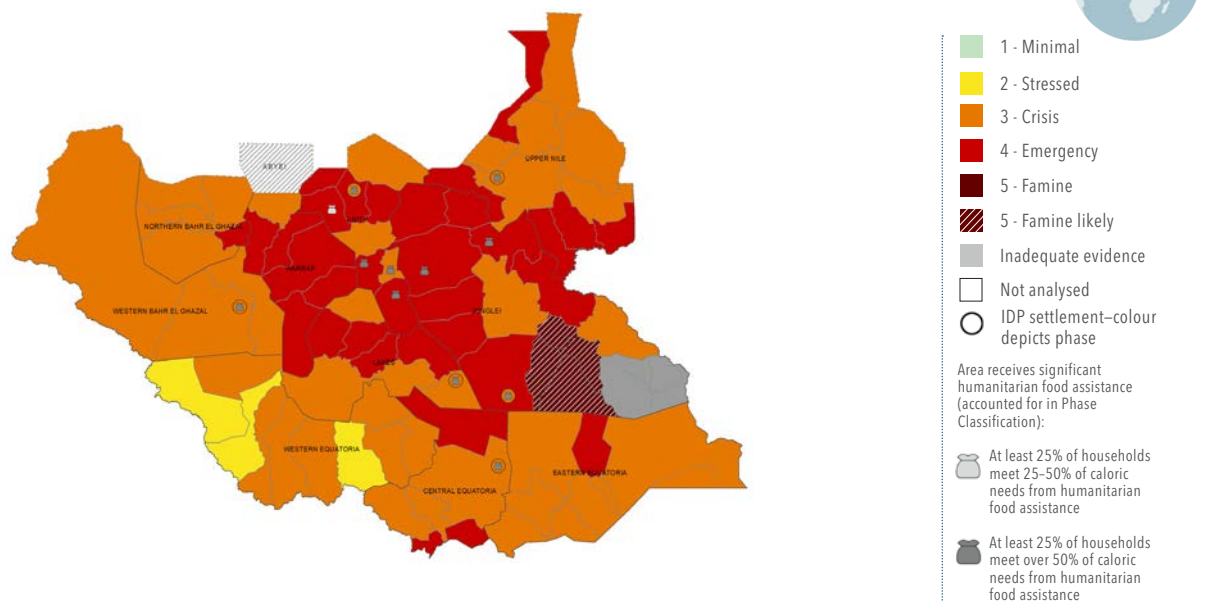 ABYEI
UPPER NILE
UNITY
NORTHERN BAHR EL GHAZAL
WARRAP
WESTERN BAHR EL GHAZAL
JONGLEI
LAKES
WESTERN EQUATORIA
EASTERN EQUATORIA
CENTRAL EQUATORIA
1 - Minimal
2 - Stressed
3 - Crisis
4 - Emergency
5 - Famine
5 - Famine likely
Inadequate evidence
Not analysed
IDP settlement–colour
depicts phase
Area receives significant
humanitarian food assistance
(accounted for in Phase
Classification):
At least 25% of households
meet 25–50% of caloric
needs from humanitarian
food assistance
At least 25% of households
meet over 50% of caloric
needs from humanitarian
food assistance